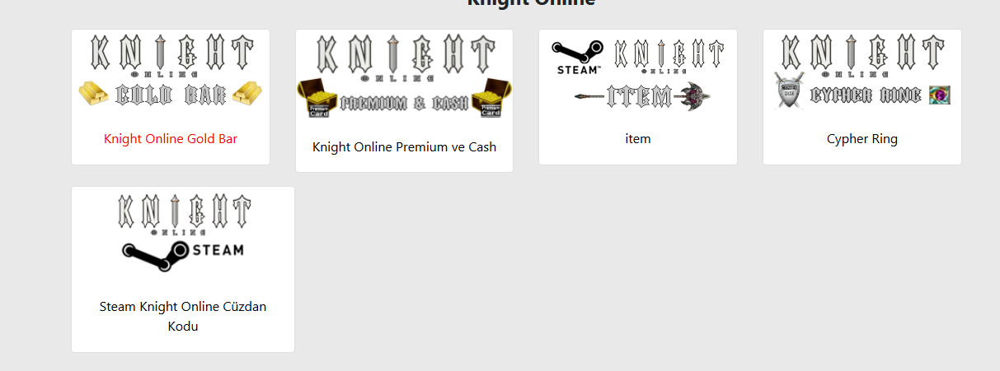 Knight Online
KNIGHT
ONLINE
GOLD BAR
Knight Online Gold Bar
KNIGHT
ONLINE
Premium
Card
PREMIUM & CASH
Premium
Card
Knight Online Premium ve Cash
STEAM™
KNIGHT
ONLINE
ITEM
item
KNIGHT
ONLINE
CYPHER RING
Cypher Ring
KNIGHT
ONLINE
STEAM
Steam Knight Online Cüzdan
Kodu